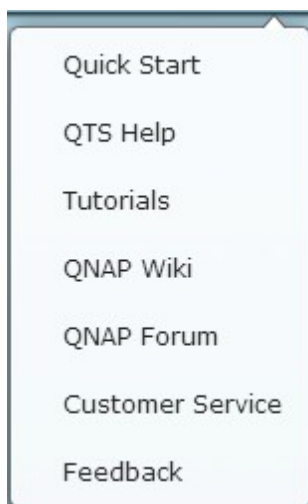 Quick Start
QTS Help
Tutorials
QNAP Wiki
QNAP Forum
Customer Service
Feedback